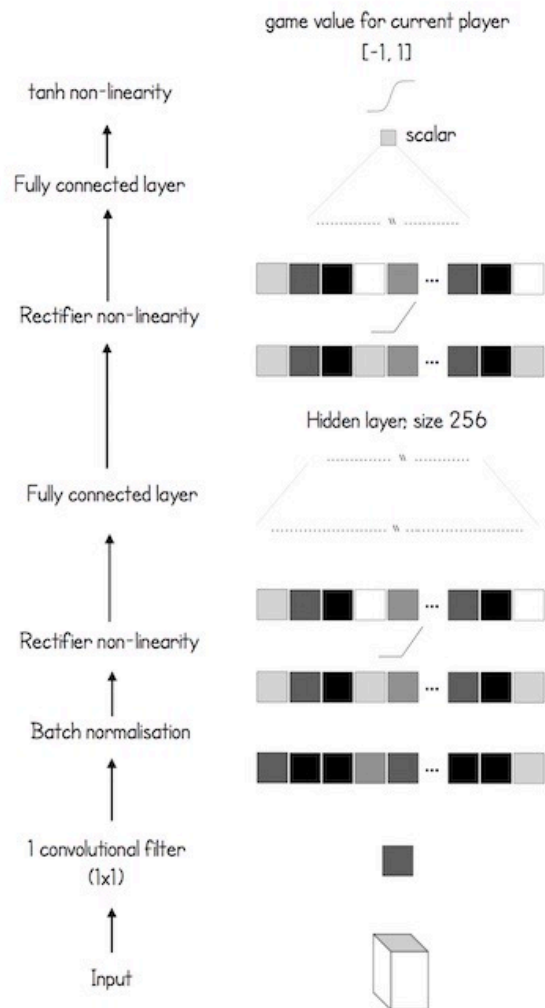 game value for current player
[-1, 1]
tanh non-linearity
scalar
Fully connected layer
Rectifier non-linearity
Hidden layer, size 256
Fully connected layer
Rectifier non-linearity
Batch normalisation
1 convolutional filter
(1x1)
Input